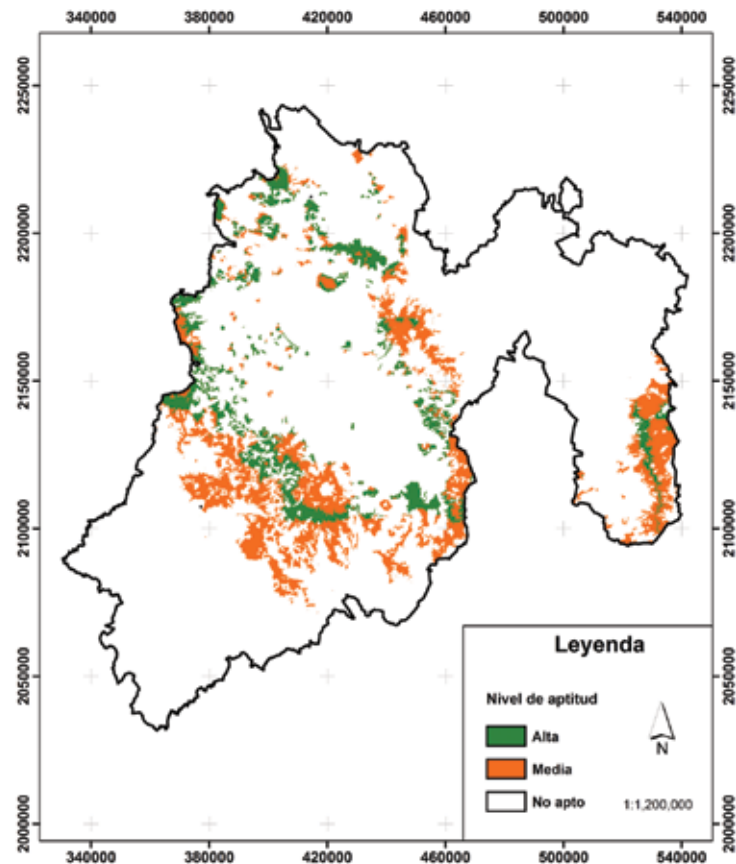 340000 380000 420000 460000 500000 540000
2250000 2250000
2200000 2200000
2150000 2150000
2100000 2100000
2050000 2050000
2000000 2000000
Leyenda
Nivel de aptitud
Alta
Media
N
No apto
1:1,200,000
340000 380000 420000 460000 500000 540000